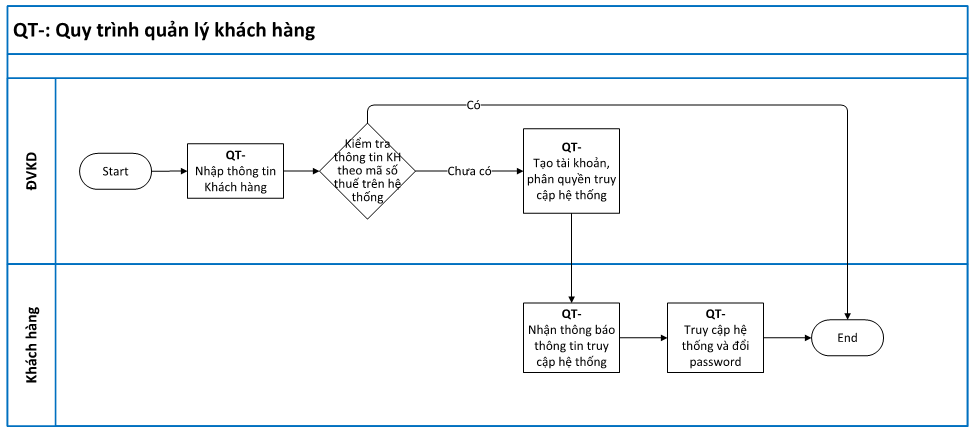 QT-: Quy trình quản lý khách hàng
ĐVKD
Start
QT-
Nhập thông tin
Khách hàng
Kiểm tra
thông tin KH
theo mã số
thuế trên hệ
thống
Có
Chưa có
QT-
Tạo tài khoản,
phân quyền truy
cập hệ thống
Khách hàng
QT-
Nhận thông báo
thông tin truy
cập hệ thống
QT-
Truy cập hệ
thống và đổi
password
End